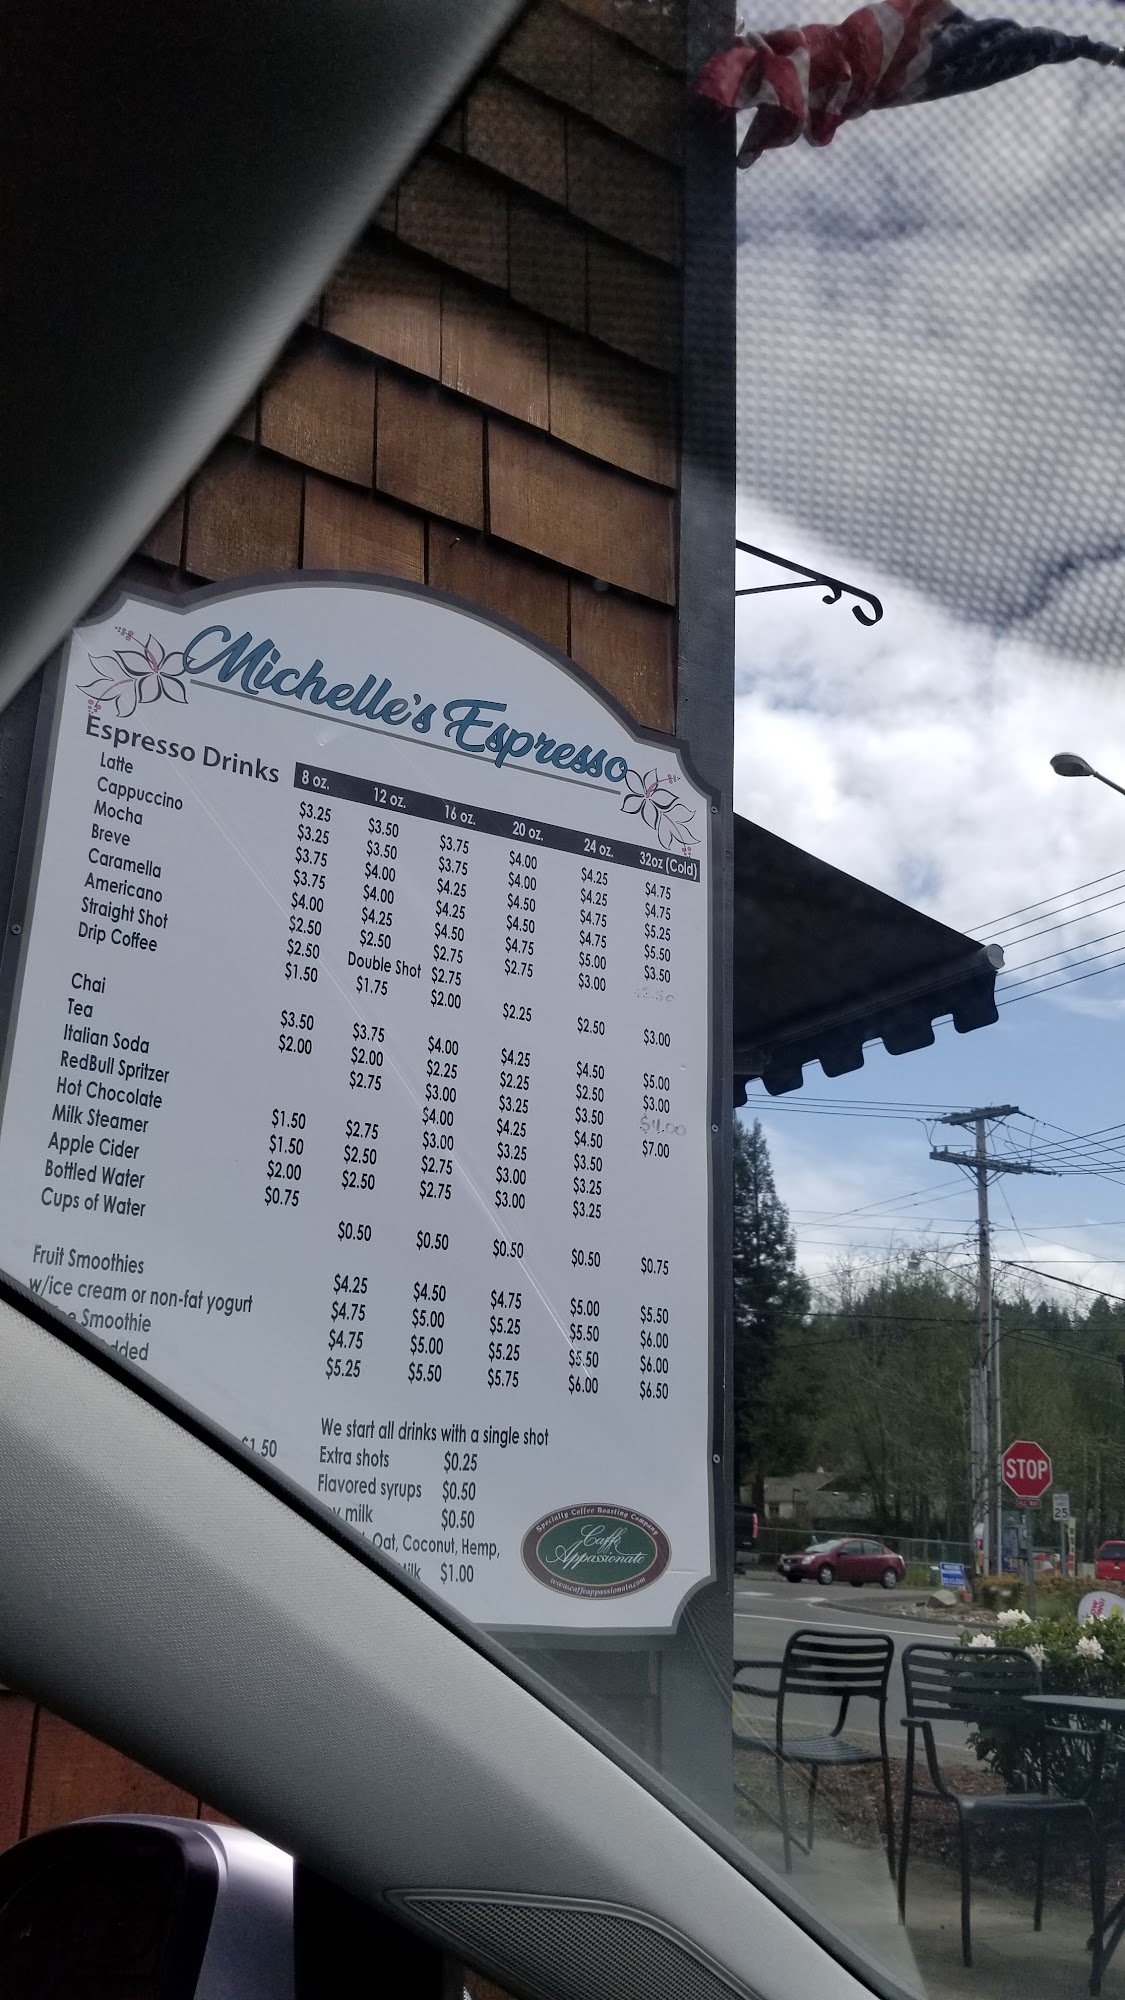 Michelle's Espresso
Espresso Drinks 8 oz. 12 oz. 16 oz. 20 oz. 24 oz. 32oz (Cold)
Latte $3.25 $3.50 $3.75 $4.00 $4.25 $4.75
Cappuccino $3.25 $3.50 $3.75 $4.00 $4.25 $4.75
Mocha $3.75 $4.00 $4.25 $4.50 $4.75 $5.25
Breve $3.75 $4.00 $4.25 $4.50 $4.75 $5.50
Caramella $4.00 $4.25 $4.50 $4.75 $5.00 $3.50
Americano $2.50 $2.50 $2.75 $2.75 $3.00
Straight Shot $2.50 Double Shot $2.75
Drip Coffee $1.50 $1.75 $2.00 $2.25 $2.50 $3.00
Chai $3.50 $3.75 $4.00 $4.25 $4.50 $5.00
Tea $2.00 $2.00 $2.25 $2.25 $2.50 $3.00
Italian Soda $2.75 $3.00 $3.25 $3.50 $4.00
RedBull Spritzer $4.00 $4.25 $4.50 $7.00
Hot Chocolate $1.50 $2.75 $3.00 $3.25 $3.50
Milk Steamer $1.50 $2.50 $2.75 $3.00 $3.25
Apple Cider $2.00 $2.50 $2.75 $3.00 $3.25
Bottled Water $0.75
Cups of Water $0.50 $0.50 $0.50 $0.50 $0.75
Fruit Smoothies $4.25 $4.50 $4.75 $5.00 $5.50
w/ice cream or non-fat yogurt $4.75 $5.00 $5.25 $5.50 $6.00
Smoothie $4.75 $5.00 $5.25 $5.50 $6.00
$5.25 $5.50 $5.75 $6.00 $6.50
$1.50
We start all drinks with a single shot
Extra shots $0.25
Flavored syrups $0.50
milk $0.50
Oat, Coconut, Hemp,
$1.00
Specialty Coffee Roasting Company
Caffé
Appassionato
www.caffeappassionato.com
STOP
ALL WAY
25